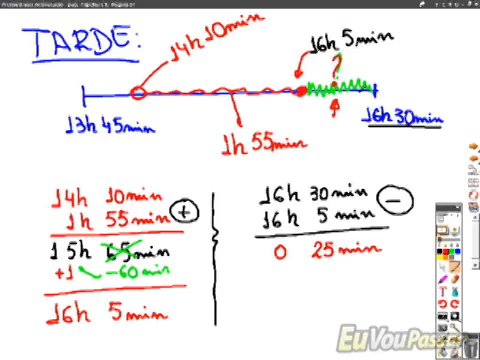 TARDE:
14h 10min
16h 5min
?
13h 45min
1h 55min
16h 30min
14h 10min
1h 55min +
15h 65min
+1 -60min
16h 5min
16h 30min
16h 5min -
0 25min
EuVouPassar